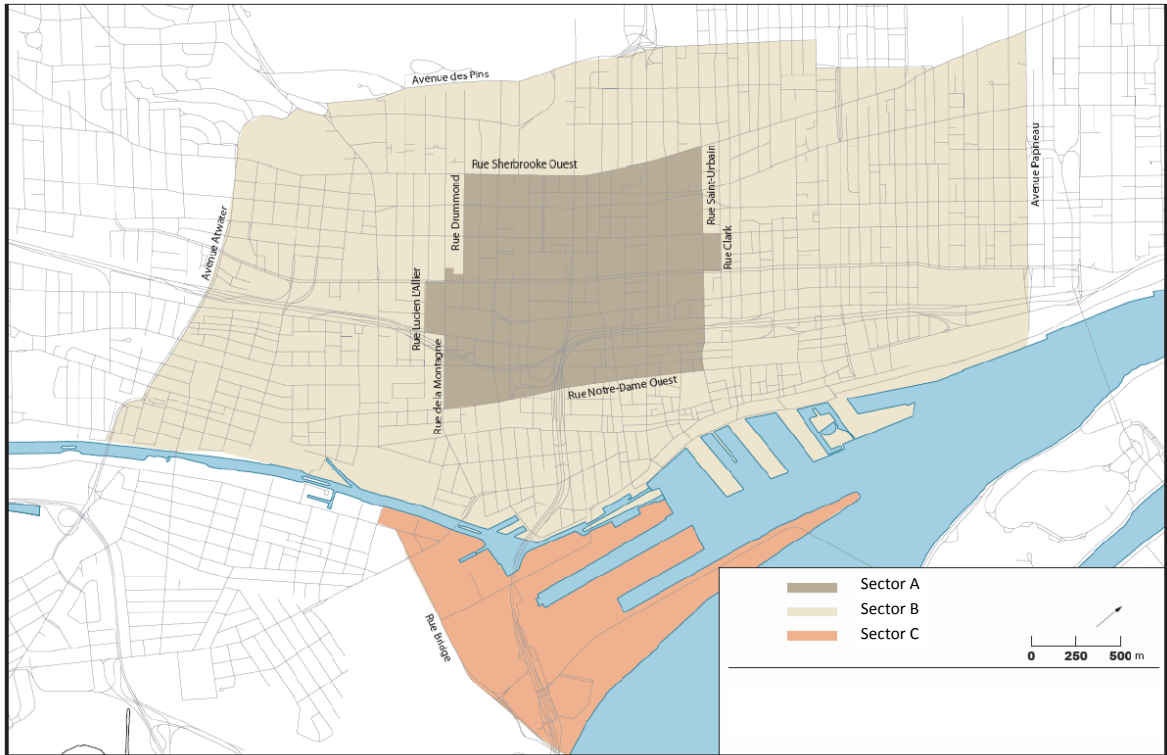 Avenue des Pins
Rue Sherbrooke Ouest
Rue Drummond
Rue Saint-Urbain
Avenue Papineau
Avenue Atwater
Rue Clark
Rue Lucien L'Allier
Rue de la Montagne
Rue Notre-Dame Ouest
Rue Bridge
Sector A
Sector B
Sector C
0 250 500 m